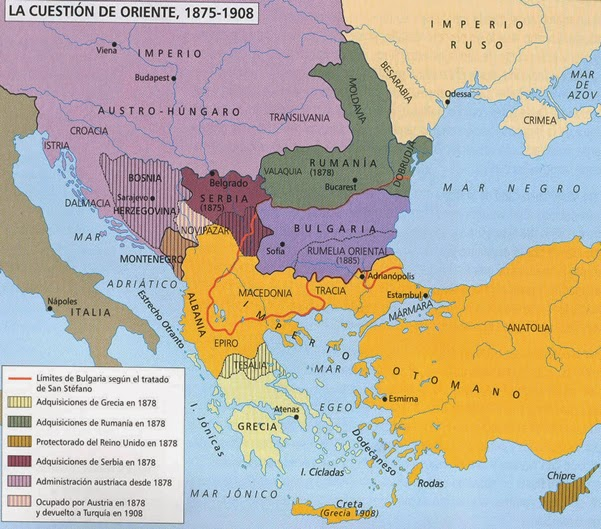 LA CUESTIÓN DE ORIENTE, 1875-1908
IMPERIO
RUSO
Viena
IMPERIO
Budapest
AUSTRO-HÚNGARO
MOLDAVIA
BESARABIA
Odessa
MAR
DE
AZOV
CRIMEA
TRANSILVANIA
CROACIA
ISTRIA
RUMANÍA
(1878)
VALAQUIA
Bucarest
DOBRUDJA
BOSNIA
Belgrado
Sarajevo
HERZEGOVINA
SERBIA
(1875)
DALMACIA
NOVIPAZAR
MAR NEGRO
BULGARIA
Sofia
RUMELIA ORIENTAL
(1885)
MONTENEGRO
MAR
ADRIÁTICO
Adrianópolis
Nápoles
ITALIA
Estrecho Otranto
ALBANIA
MACEDONIA
TRACIA
Estambul
MÁRMARA
IMPERIO
ANATOLIA
EPIRO
TESALIA
MAR
EGEO
OTOMANO
Esmirna
I. Jónicas
Atenas
GRECIA
I. Cícladas
Dodecaneso
Rodas
MAR JÓNICO
Creta
(Grecia 1908)
Chipre
Límites de Bulgaria según el tratado
de San Stéfano
Adquisiciones de Grecia en 1878
Adquisiciones de Rumanía en 1878
Protectorado del Reino Unido en 1878
Adquisiciones de Serbia en 1878
Administración austriaca desde 1878
Ocupado por Austria en 1878
y devuelto a Turquía en 1908